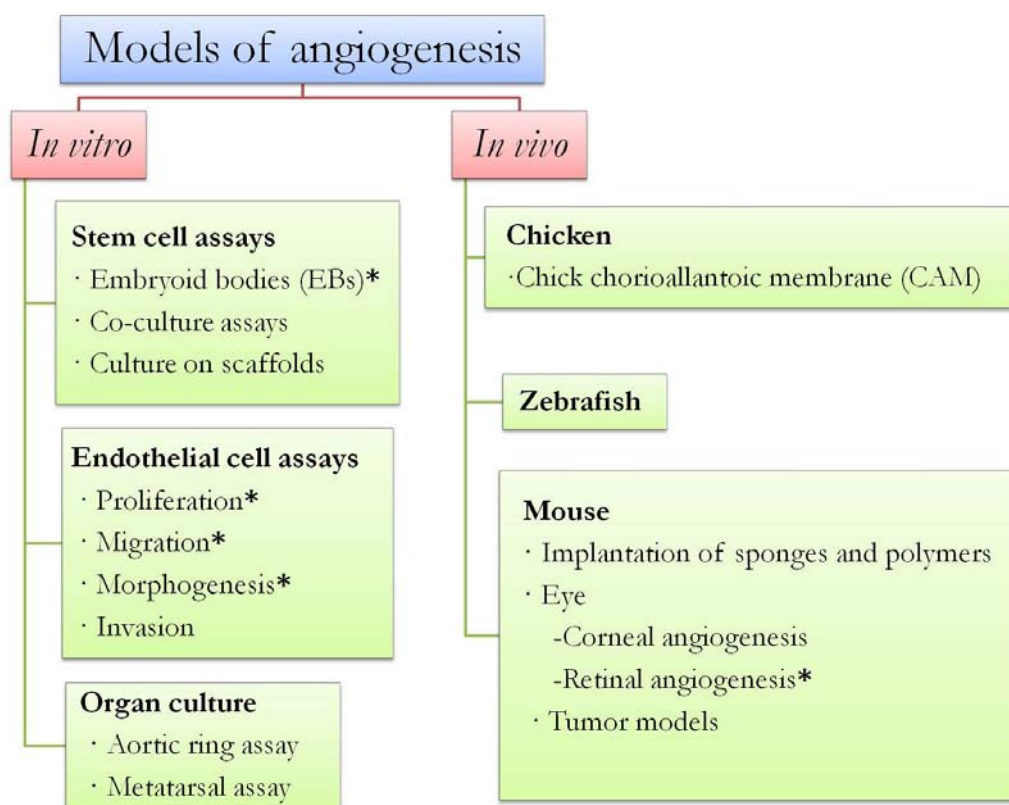 Models of angiogenesis
In vitro
Stem cell assays
· Embryoid bodies (EBs)*
· Co-culture assays
· Culture on scaffolds
Endothelial cell assays
· Proliferation*
· Migration*
· Morphogenesis*
· Invasion
Organ culture
· Aortic ring assay
· Metatarsal assay
In vivo
Chicken
·Chick chorioallantoic membrane (CAM)
Zebrafish
Mouse
· Implantation of sponges and polymers
· Eye
-Corneal angiogenesis
-Retinal angiogenesis*
· Tumor models